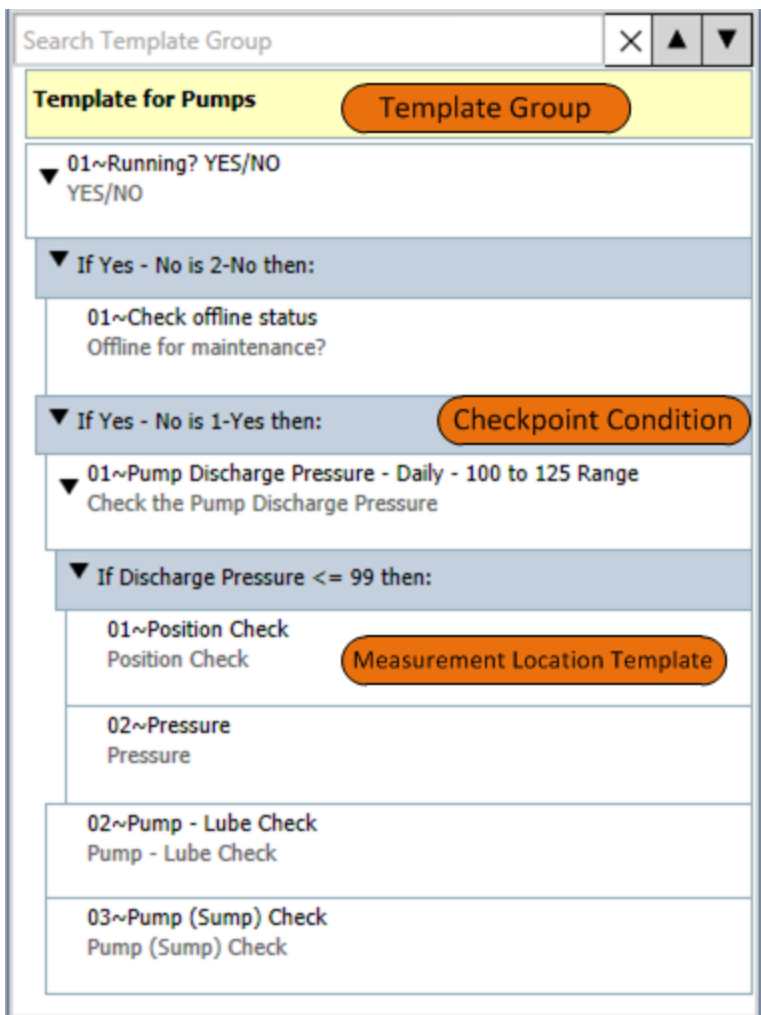 Search Template Group
Template for Pumps Template Group
01~Running? YES/NO
YES/NO
If Yes - No is 2-No then:
01~Check offline status
Offline for maintenance?
If Yes - No is 1-Yes then: Checkpoint Condition
01~Pump Discharge Pressure - Daily - 100 to 125 Range
Check the Pump Discharge Pressure
If Discharge Pressure <= 99 then:
01~Position Check
Position Check Measurement Location Template
02~Pressure
Pressure
02~Pump - Lube Check
Pump - Lube Check
03~Pump (Sump) Check
Pump (Sump) Check